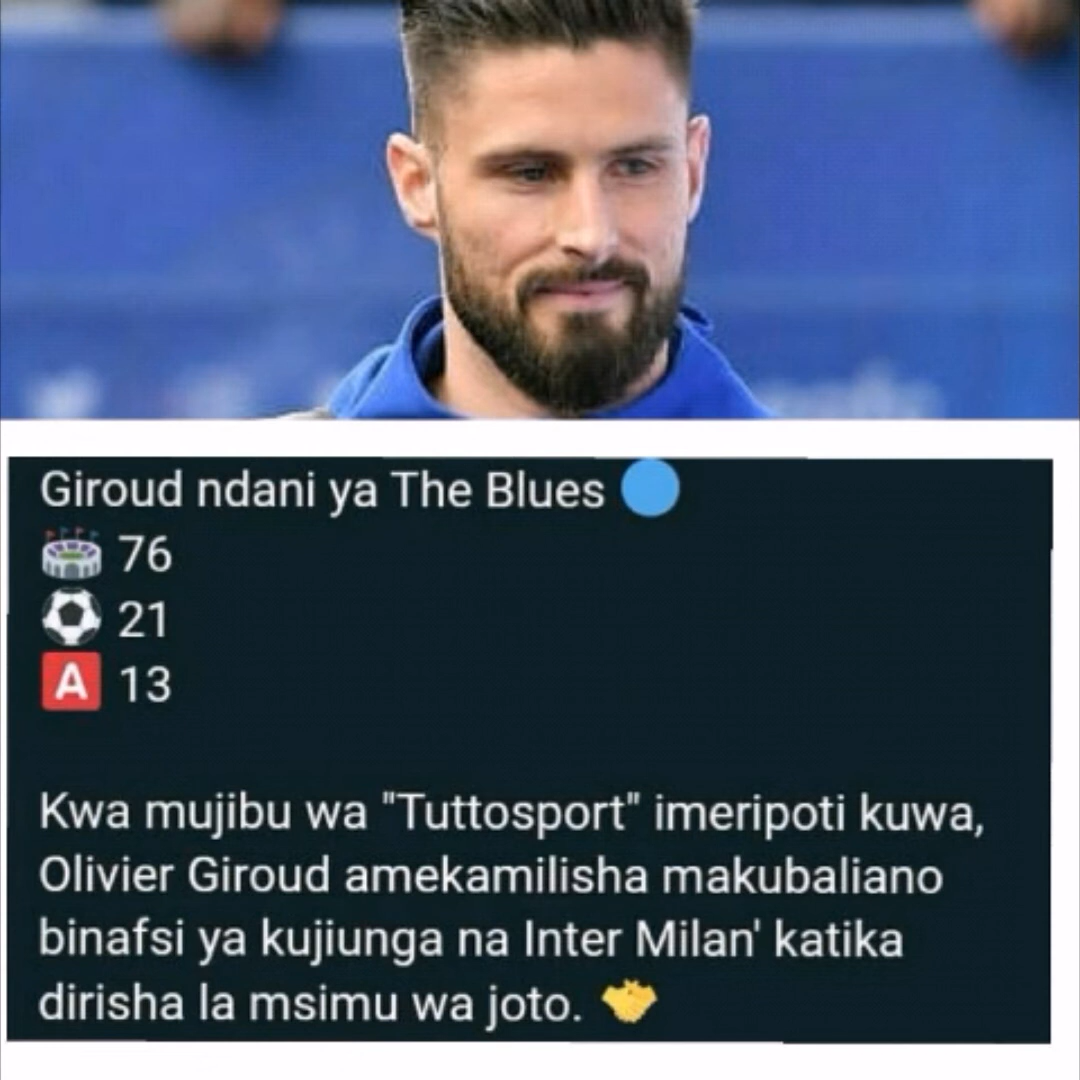 Giroud ndani ya The Blues 🔵
🏟️ 76
⚽ 21
🅰️ 13
Kwa mujibu wa "Tuttosport" imeripoti kuwa,
Olivier Giroud amekamilisha makubaliano
binafsi ya kujiunga na Inter Milan' katika
dirisha la msimu wa joto. 🤝